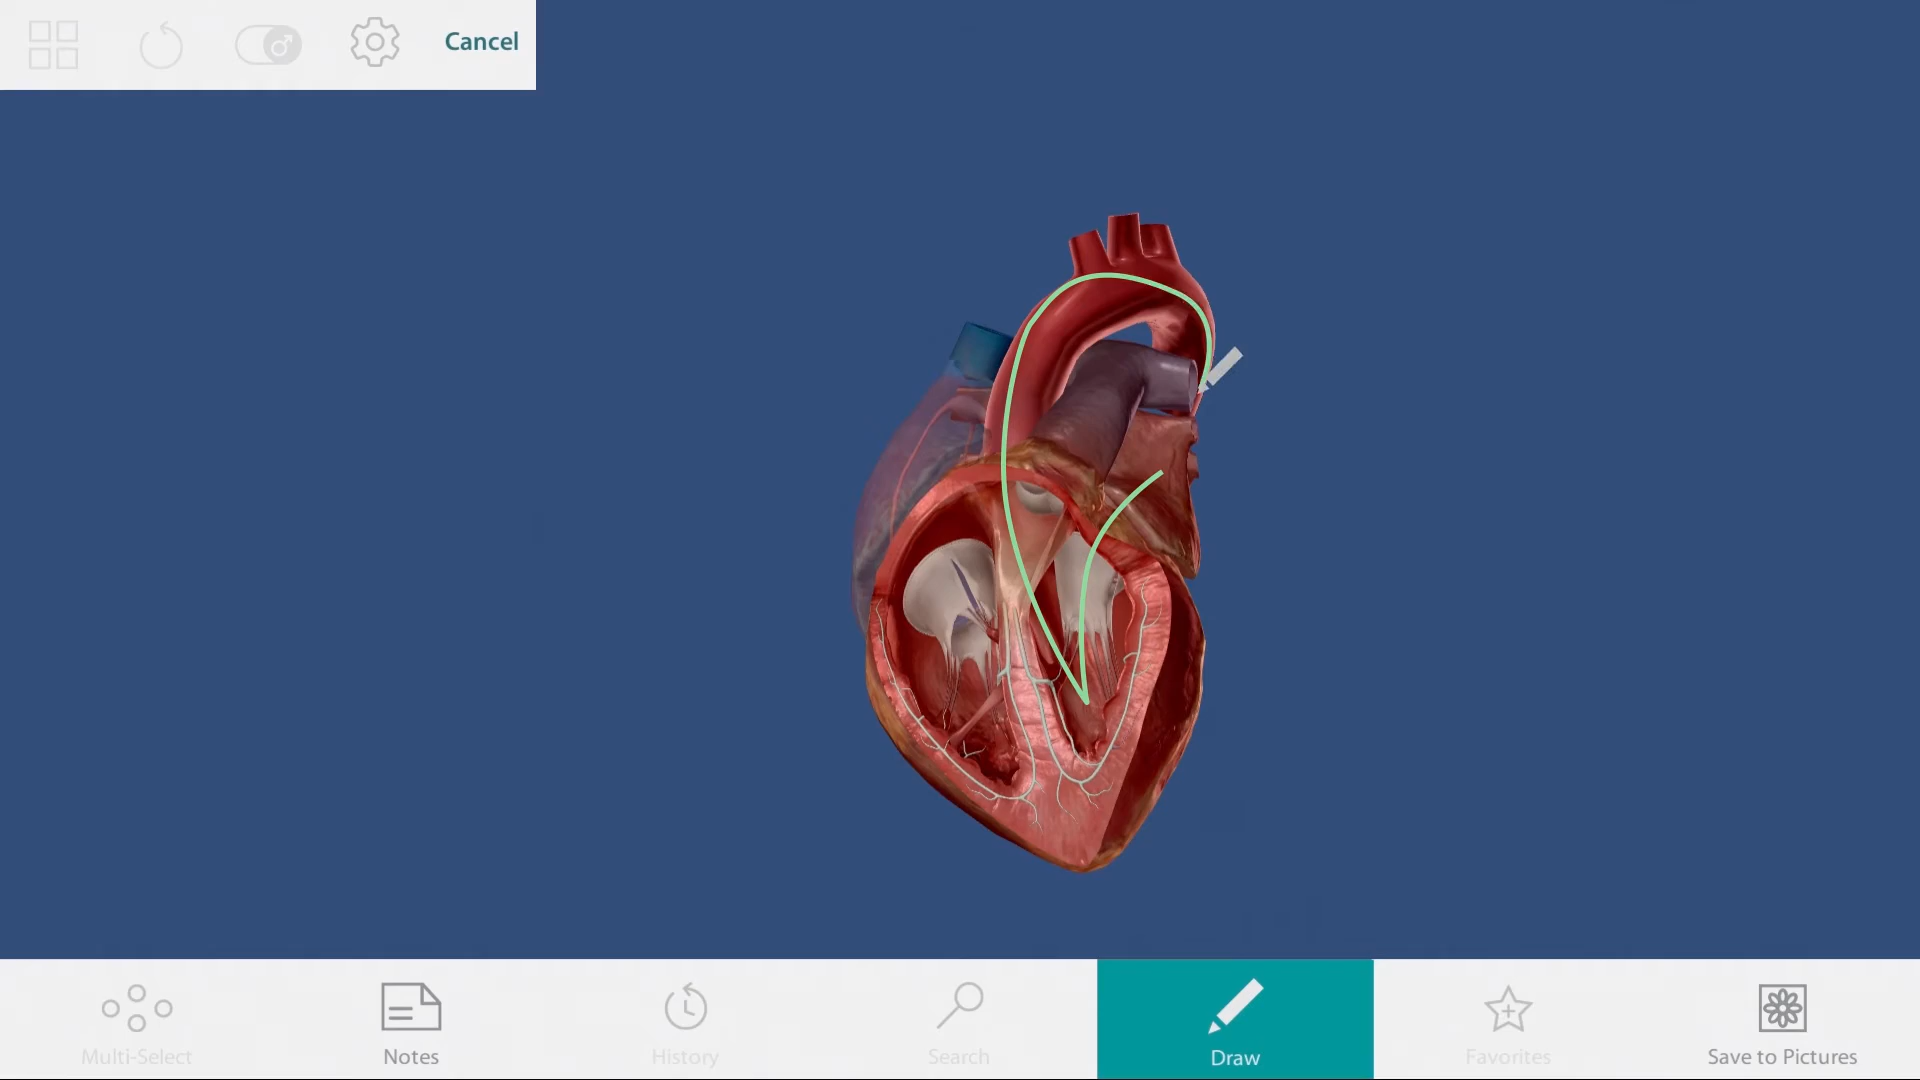 Cancel
Multi-Select
Notes
History
Search
Draw
Favorites
Save to Pictures